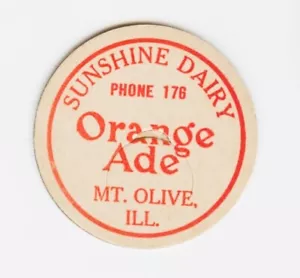 SUNSHINE DAIRY
PHONE 176
Orange
Ade
MT. OLIVE,
ILL.